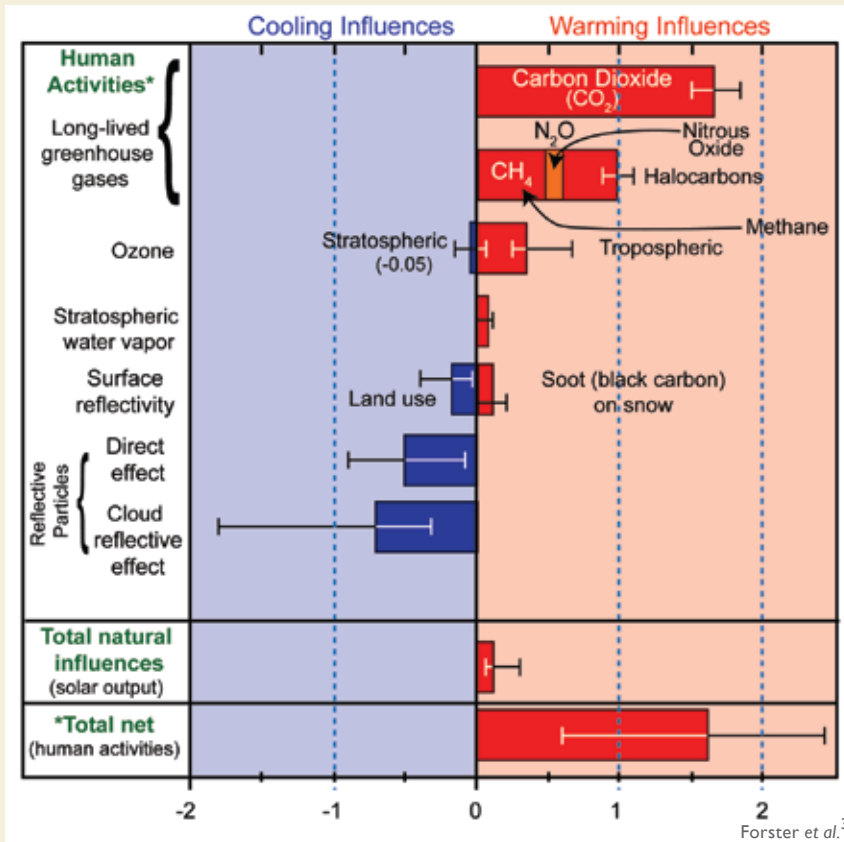 Cooling Influences
Warming Influences
Human
Activities*
Long-lived
greenhouse
gases
Carbon Dioxide
(CO₂)
N₂O
Nitrous
Oxide
CH₄
Halocarbons
Methane
Ozone
Stratospheric
(-0.05)
Tropospheric
Stratospheric
water vapor
Surface
reflectivity
Land use
Soot (black carbon)
on snow
Reflective
Particles
Direct
effect
Cloud
reflective
effect
Total natural
influences
(solar output)
*Total net
(human activities)
-2 -1 0 1 2
Forster et al.³